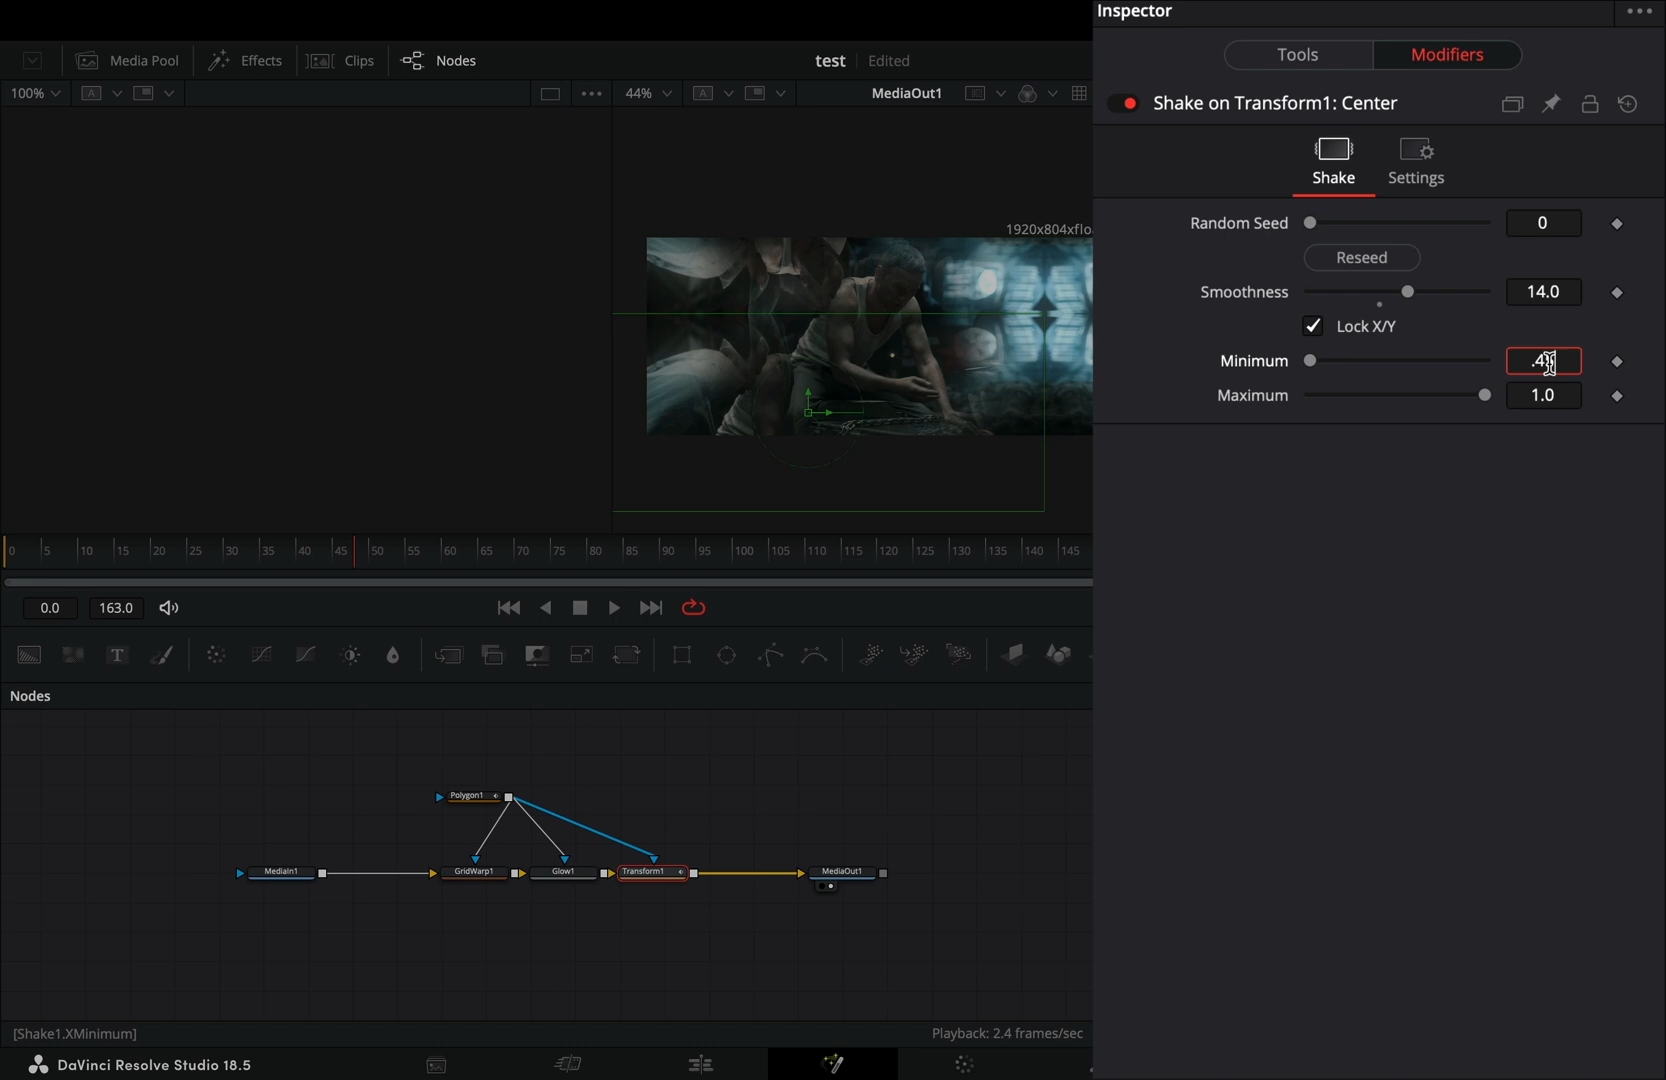 Inspector
Media Pool
Effects
Clips
Nodes
test
Edited
Tools
Modifiers
100%
A
44%
A
MediaOut1
Shake on Transform1: Center
Shake
Settings
1920x804xflo
Random Seed
0
Reseed
Smoothness
14.0
Lock X/Y
Minimum
Maximum
1.0
0 5 10 15 20 25 30 35 40 45 50 55 60 65 70 75 80 85 90 95 100 105 110 115 120 125 130 135 140 145
0.0
163.0
T
Nodes
Polygon1
MediaIn1
GridWarp1
Glow1
Transform1
MediaOut1
[Shake1.XMinimum]
Playback: 2.4 frames/sec
DaVinci Resolve Studio 18.5